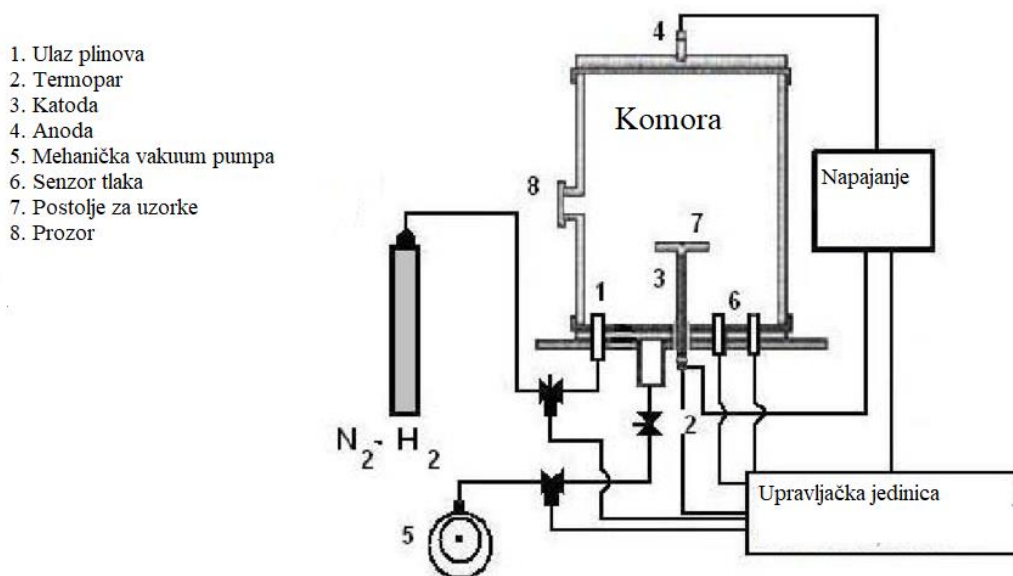 1. Ulaz plinova
2. Termopar
3. Katoda
4. Anoda
5. Mehanička vakuum pumpa
6. Senzor tlaka
7. Postolje za uzorke
8. Prozor
4
Komora
Napajanje
8
7
3
1
6
N2- H2
2
Upravljačka jedinica
5